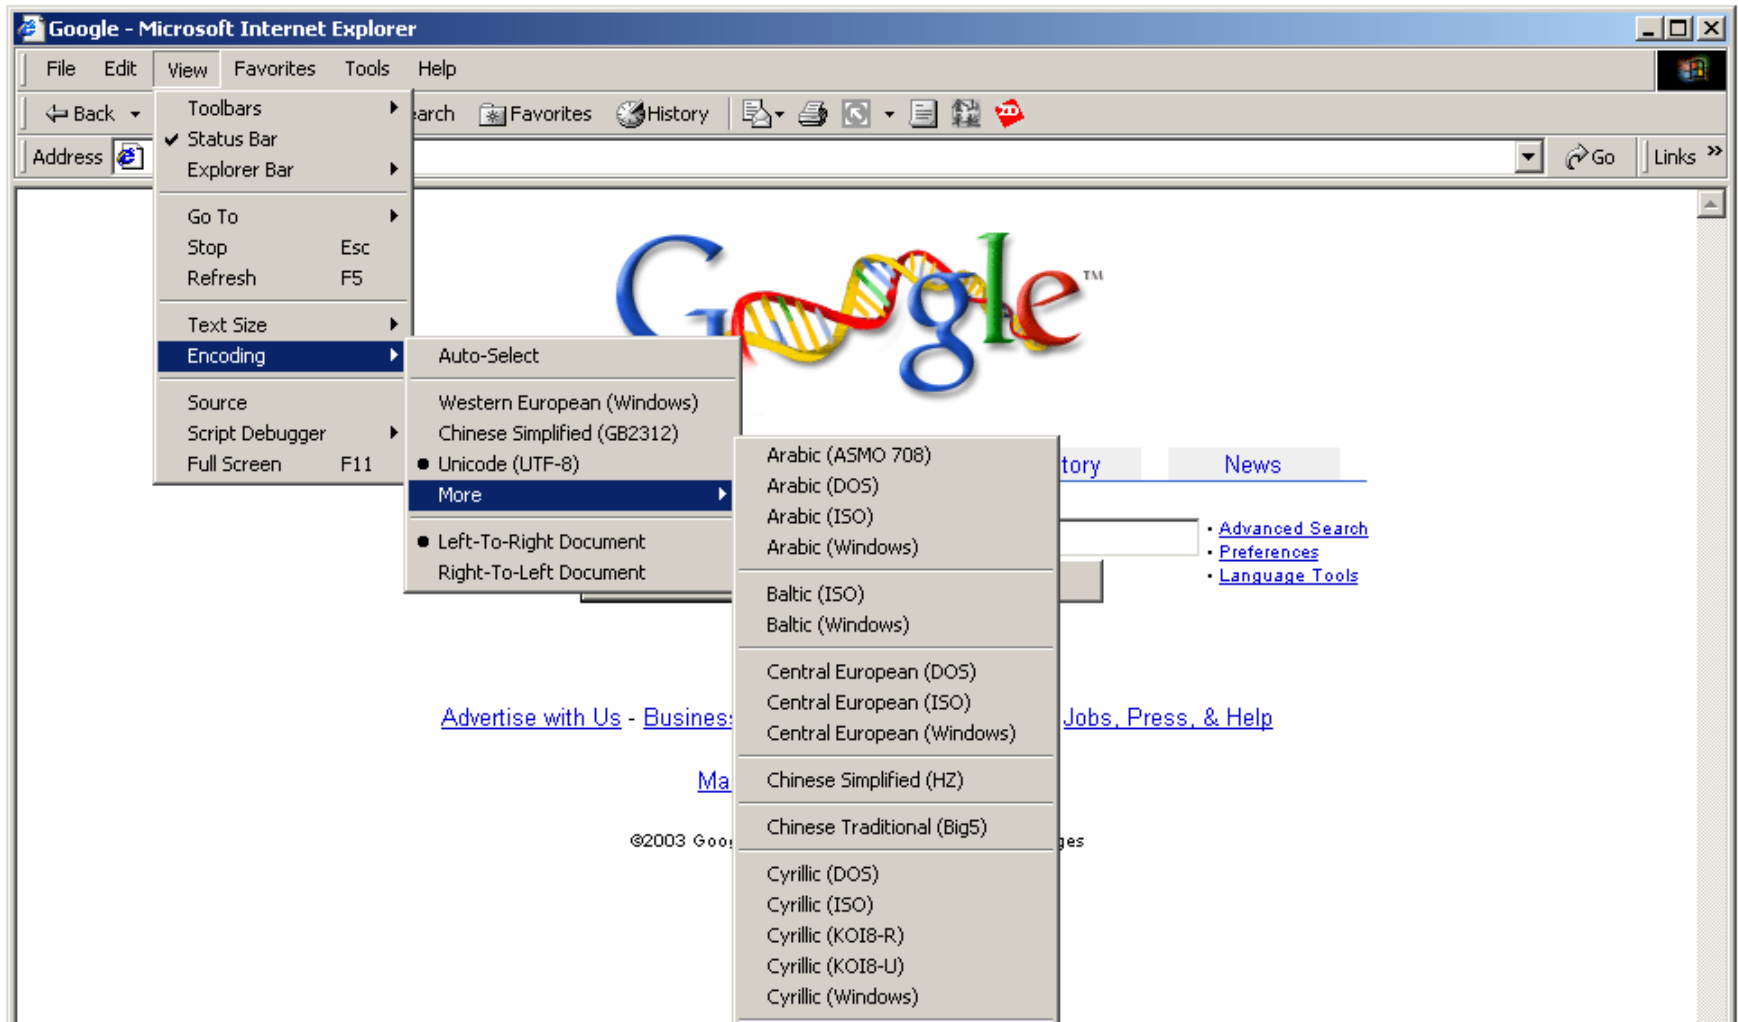 Google - Microsoft Internet Explorer
File Edit View Favorites Tools Help
Back Favorites History
Address Go Links
Toolbars
Status Bar
Explorer Bar
Go To
Stop Esc
Refresh F5
Text Size
Encoding
Source
Script Debugger
Full Screen F11
Auto-Select
Western European (Windows)
Chinese Simplified (GB2312)
Unicode (UTF-8)
More
Left-To-Right Document
Right-To-Left Document
Arabic (ASMO 708)
Arabic (DOS)
Arabic (ISO)
Arabic (Windows)
Baltic (ISO)
Baltic (Windows)
Central European (DOS)
Central European (ISO)
Central European (Windows)
Chinese Simplified (HZ)
Chinese Traditional (Big5)
Cyrillic (DOS)
Cyrillic (ISO)
Cyrillic (KOI8-R)
Cyrillic (KOI8-U)
Cyrillic (Windows)
Google TM
News
Advanced Search
Preferences
Language Tools
Advertise with Us - Jobs, Press, & Help
©2003